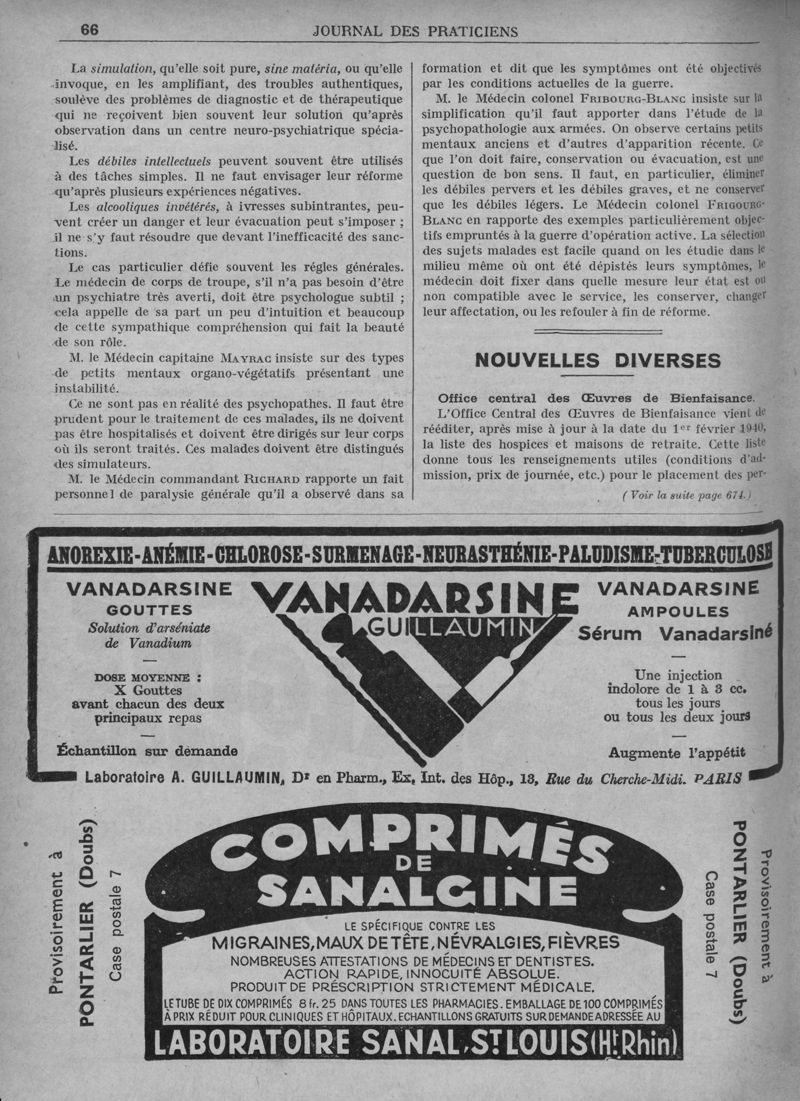 66
JOURNAL DES PRATICIENS
La simulation, qu'elle soit pure, sine matéria, ou qu'elle
invoque, en les amplifiant, des troubles authentiques,
soulève des problèmes de diagnostic et de thérapeutique
qui ne reçoivent bien souvent leur solution qu'après
observation dans un centre neuro-psychiatrique spécia-
lisé.
Les débiles intellectuels peuvent souvent être utilisés
à des tâches simples. Il ne faut envisager leur réforme
qu'après plusieurs expériences négatives.
Les alcooliques invétérés, à ivresses subintrantes, peu-
vent créer un danger et leur évacuation peut s'imposer ;
il ne s'y faut résoudre que devant l'inefficacité des sanc-
tions.
Le cas particulier défie souvent les régles générales.
Le médecin de corps de troupe, s'il n'a pas besoin d'être
un psychiatre très averti, doit être psychologue subtil ;
cela appelle de sa part un peu d'intuition et beaucoup
de cette sympathique compréhension qui fait la beauté
de son rôle.
M. le Médecin capitaine MAYRAC insiste sur des types
de petits mentaux organo-végétatifs présentant une
instabilité.
Ce ne sont pas en réalité des psychopathes. Il faut être
prudent pour le traitement de ces malades, ils ne doivent
pas être hospitalisés et doivent être dirigés sur leur corps
où ils seront traités. Ces malades doivent être distingués
des simulateurs.
M. le Médecin commandant RICHARD rapporte un fait
personnel de paralysie générale qu'il a observé dans sa
formation et dit que les symptômes ont été objectivés
par les conditions actuelles de la guerre.
M. le Médecin colonel FRIBOURG-BLANC insiste sur la
simplification qu'il faut apporter dans l'étude de la
psychopathologie aux armées. On observe certains petits
mentaux anciens et d'autres d'apparition récente. Ce
que l'on doit faire, conservation ou évacuation, est une
question de bon sens. Il faut, en particulier, éliminer
les débiles pervers et les débiles graves, et ne conserver
que les débiles légers. Le Médecin colonel FRIGOURG-
BLANC en rapporte des exemples particulièrement objec-
tifs empruntés à la guerre d'opération active. La sélection
des sujets malades est facile quand on les étudie dans le
milieu même où ont été dépistés leurs symptômes, le
médecin doit fixer dans quelle mesure leur état est ou
non compatible avec le service, les conserver, changer
leur affectation, ou les refouler à fin de réforme.
NOUVELLES DIVERSES
Office central des Œuvres de Bienfaisance.
L'Office Central des Œuvres de Bienfaisance vient de
rééditer, après mise à jour à la date du 1er février 1940,
la liste des hospices et maisons de retraite. Cette liste
donne tous les renseignements utiles (conditions d'ad-
mission, prix de journée, etc.) pour le placement des per-
(Voir la suite page 674.)
ANOREXIE-ANÉMIE-CHLOROSE-SURMENAGE-NEURASTHÉNIE-PALUDISME-TUBERCULOSE
VANADARSINE
GOUTTES
Solution d'arséniate
de Vanadium
DOSE MOYENNE :
X Gouttes
avant chacun des deux
principaux repas
Échantillon sur demande
VANADARSINE
GUILLAUMIN
VANADARSINE
AMPOULES
Sérum Vanadarsiné
Une injection
indolore de 1 à 3 cc.
tous les jours
ou tous les deux jours
Augmente l'appétit
Laboratoire A. GUILLAUMIN, Dr en Pharm., Ex. Int. des Hôp., 13, Rue du Cherche-Midi. PARIS
Provisoirement à
PONTARLIER (Doubs)
Case postale 7
COMPRIMÉS
DE
SANALGINE
LE SPÉCIFIQUE CONTRE LES
MIGRAINES, MAUX DE TÊTE, NÉVRALGIES, FIÈVRES
NOMBREUSES ATTESTATIONS DE MÉDECINS ET DENTISTES.
ACTION RAPIDE, INNOCUITÉ ABSOLUE.
PRODUIT DE PRÉSCRIPTION STRICTEMENT MÉDICALE.
LE TUBE DE DIX COMPRIMÉS 8 fr. 25 DANS TOUTES LES PHARMACIES. EMBALLAGE DE 100 COMPRIMÉS
À PRIX RÉDUIT POUR CLINIQUES ET HÔPITAUX. ECHANTILLONS GRATUITS SUR DEMANDE ADRESSÉE AU
LABORATOIRE SANAL, ST LOUIS (Ht Rhin)
Provisoirement à
PONTARLIER (Doubs)
Case postale 7